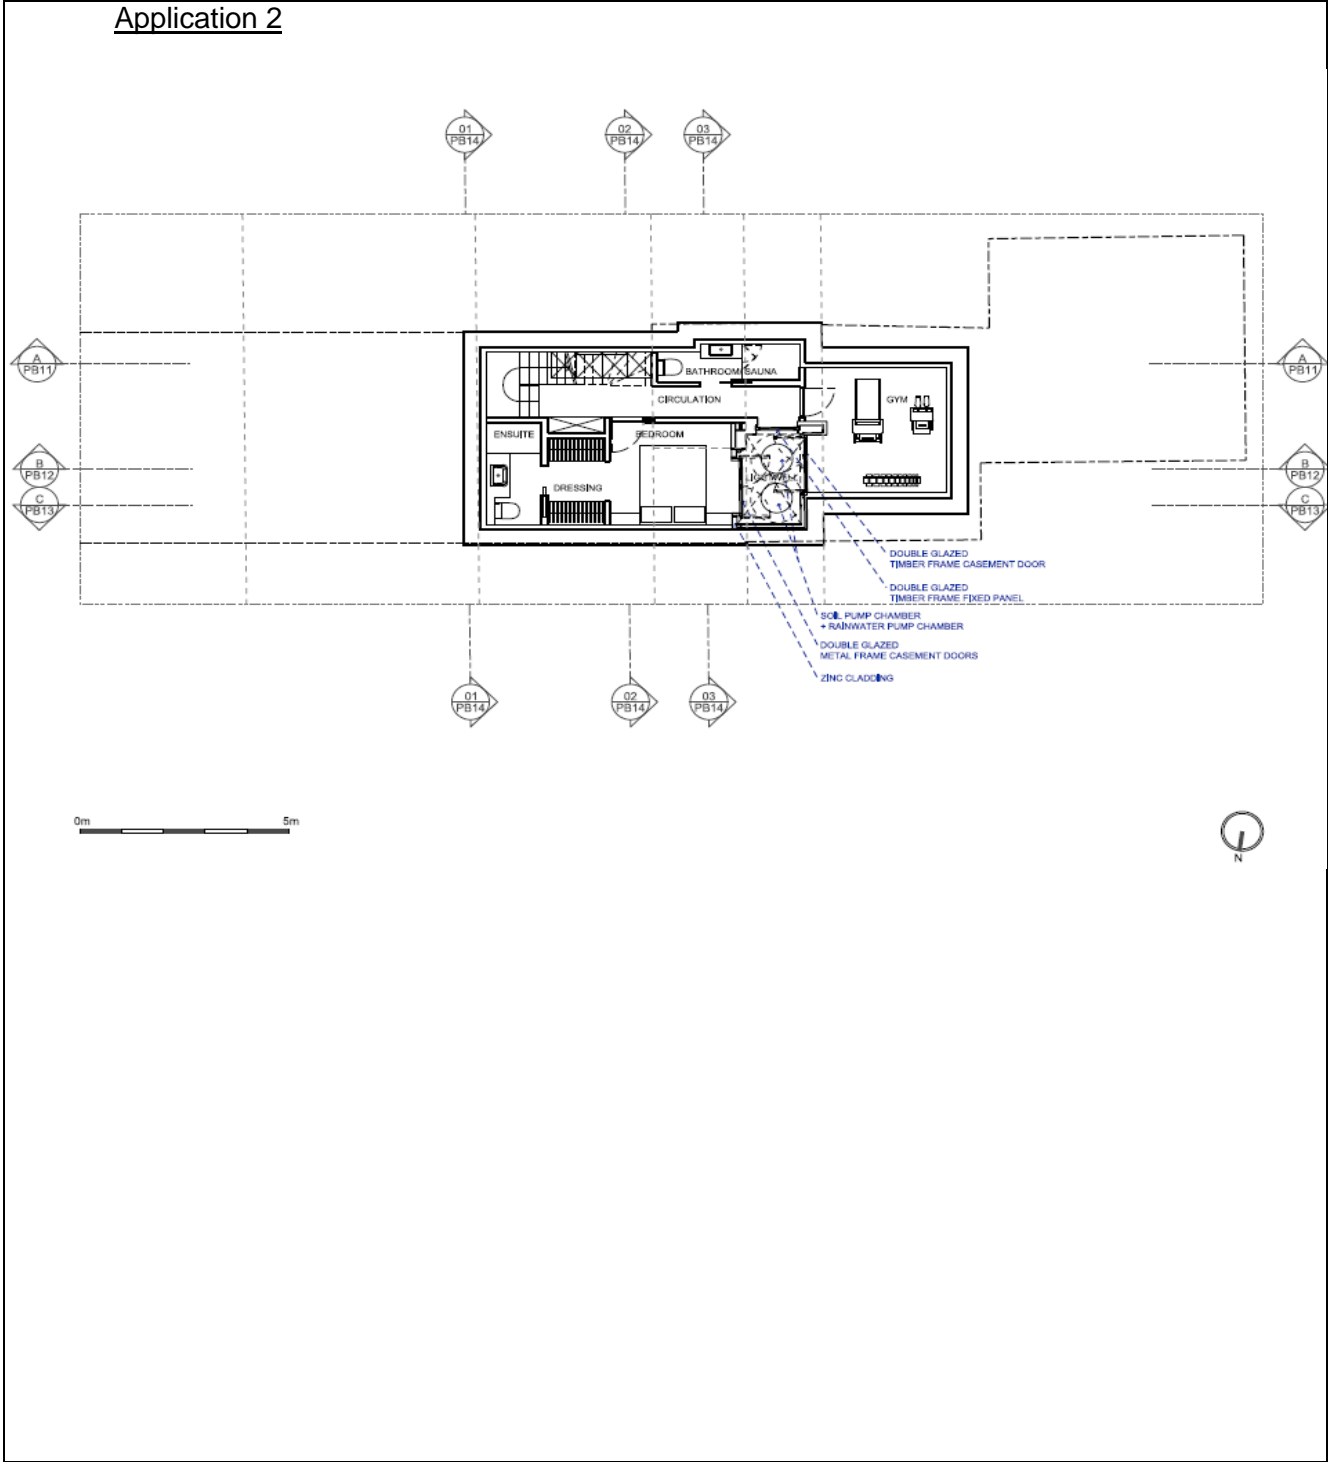 Application 2
01
PB14
02
PB14
03
PB14
A
PB11
A
PB11
BATHROOM/SAUNA
CIRCULATION
GYM
ENSUITE
BEDROOM
B
PB12
B
PB12
LIGHTWELL
DRESSING
C
PB13
C
PB13
DOUBLE GLAZED
TIMBER FRAME CASEMENT DOOR
DOUBLE GLAZED
TIMBER FRAME FIXED PANEL
SOIL PUMP CHAMBER
+ RAINWATER PUMP CHAMBER
DOUBLE GLAZED
METAL FRAME CASEMENT DOORS
ZINC CLADDING
01
PB14
02
PB14
03
PB14
0m
5m
N